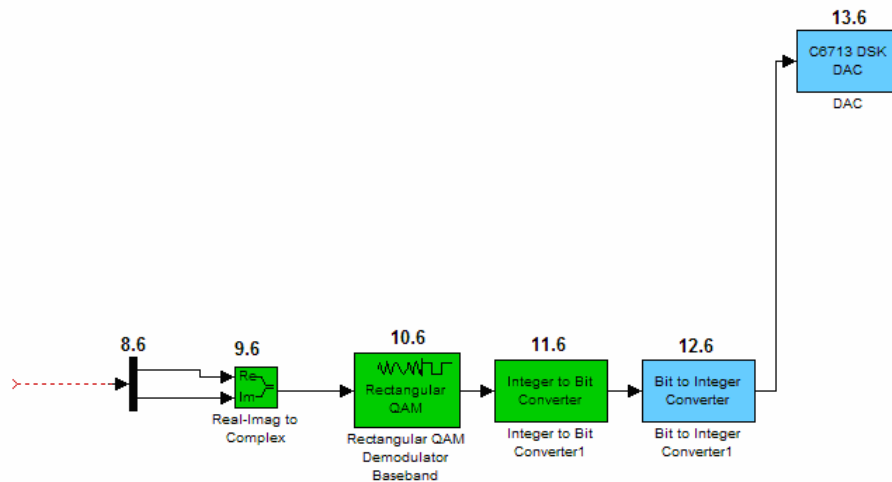 13.6
C6713 DSK
DAC
DAC
8.6
9.6
Re
Im
Real-Imag to
Complex
10.6
Rectangular
QAM
Rectangular QAM
Demodulator
Baseband
11.6
Integer to Bit
Converter
Integer to Bit
Converter1
12.6
Bit to Integer
Converter
Bit to Integer
Converter1